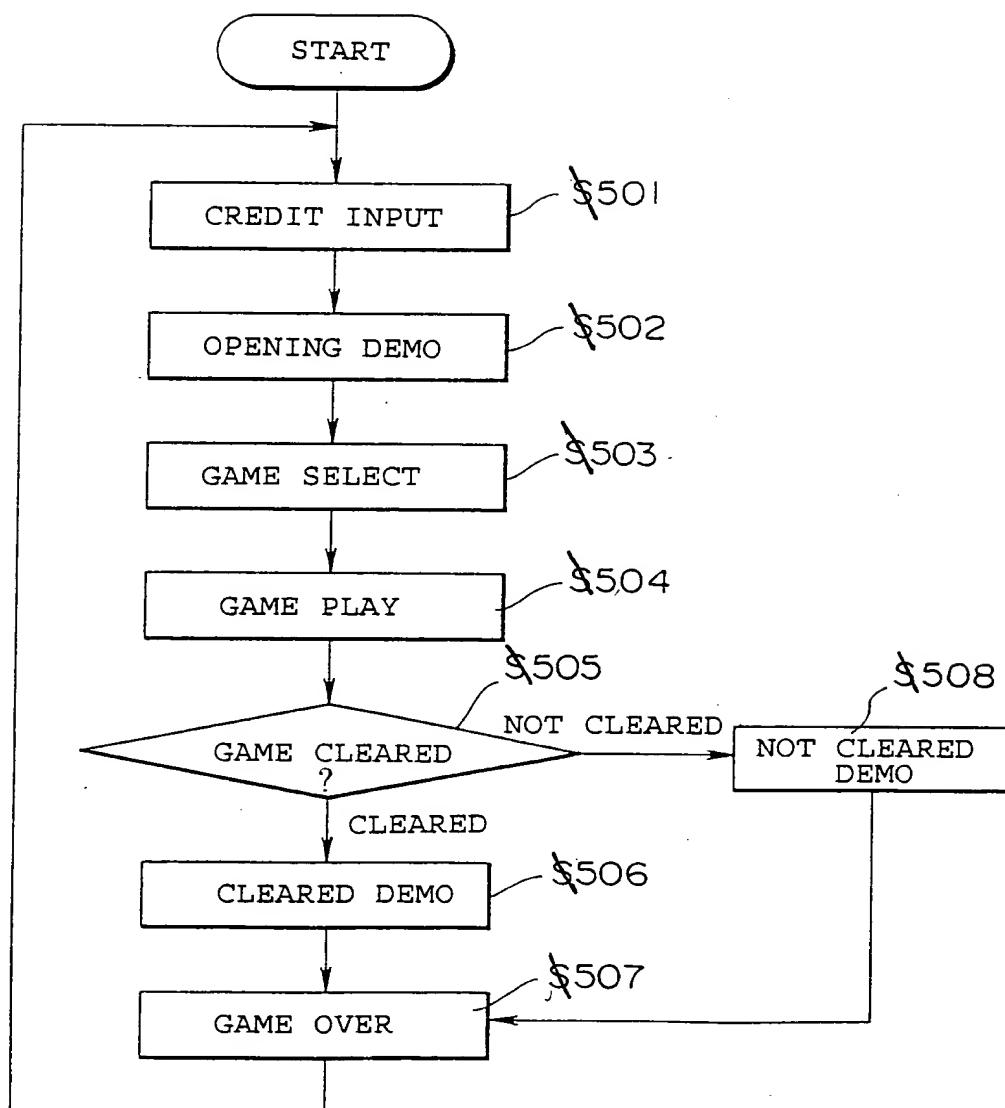 START
CREDIT INPUT
S501
OPENING DEMO
S502
GAME SELECT
S503
GAME PLAY
S504
GAME CLEARED
?
S505
NOT CLEARED
NOT CLEARED
DEMO
S508
CLEARED
CLEARED DEMO
S506
GAME OVER
S507